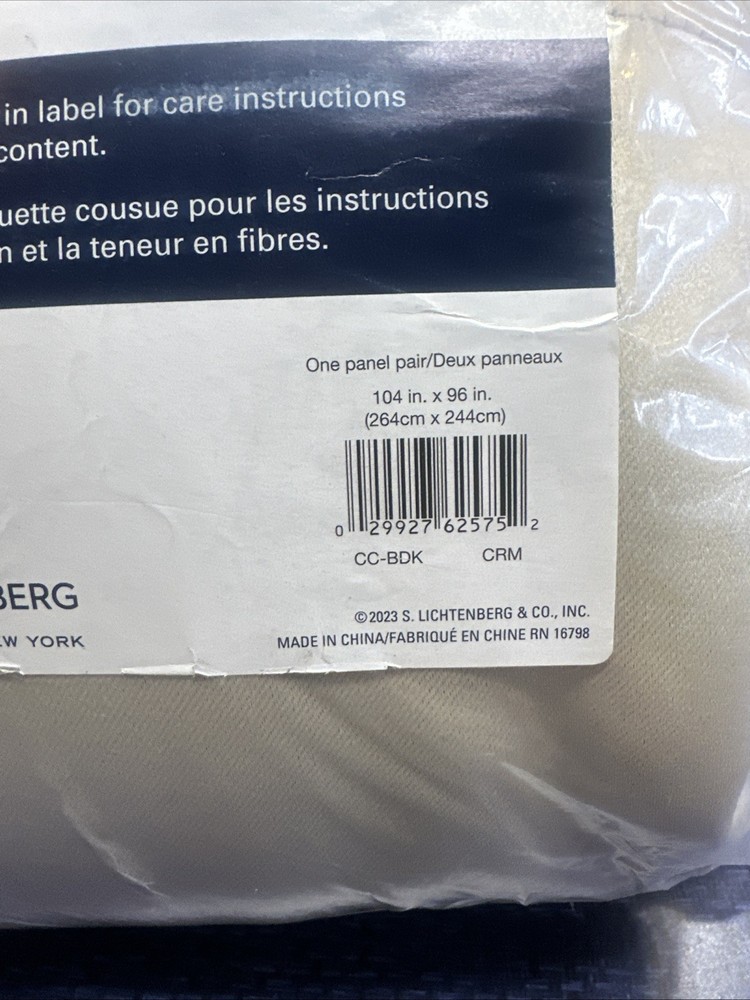 in label for care instructions
content.
uette cousue pour les instructions
n et la teneur en fibres.
One panel pair/Deux panneaux
104 in. x 96 in.
(264cm x 244cm)
0 29927 62575 2
CC-BDK CRM
BERG
EW YORK
©2023 S. LICHTENBERG & CO., INC.
MADE IN CHINA/FABRIQUÉ EN CHINE RN 16798